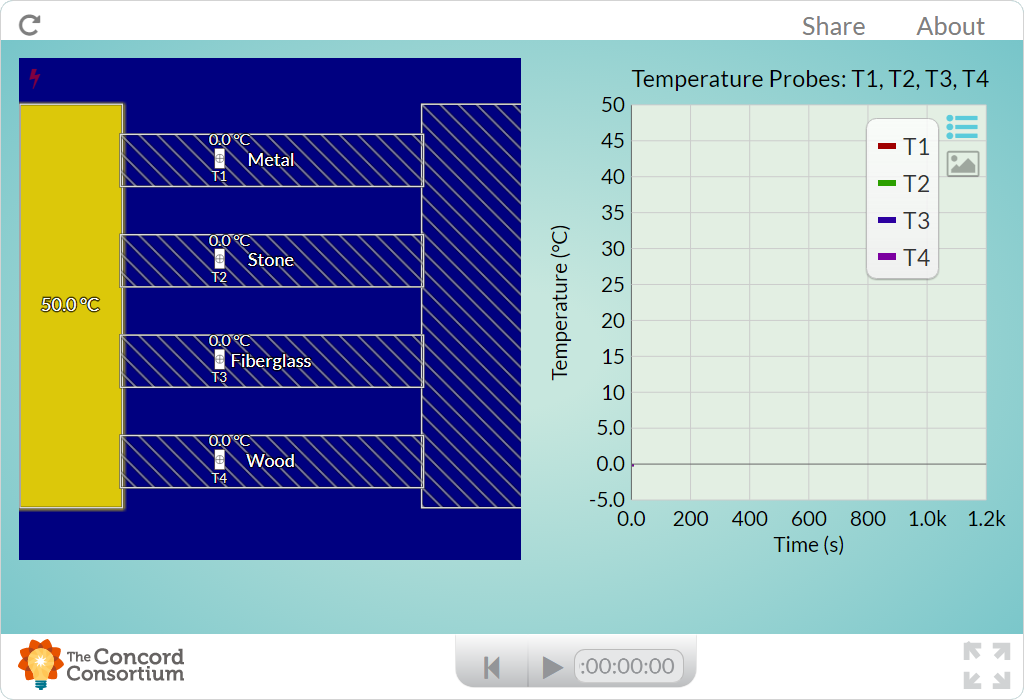 Share About
Temperature Probes: T1, T2, T3, T4
0.0 °C
Metal
T1
0.0 °C
Stone
T2
50.0 °C
0.0 °C
Fiberglass
T3
0.0 °C
Wood
T4
Temperature (°C)
50
45
40
35
30
25
20
15
10
5.0
0.0
-5.0
T1
T2
T3
T4
0.0 200 400 600 800 1.0k 1.2k
Time (s)
The Concord
Consortium
:00:00:00